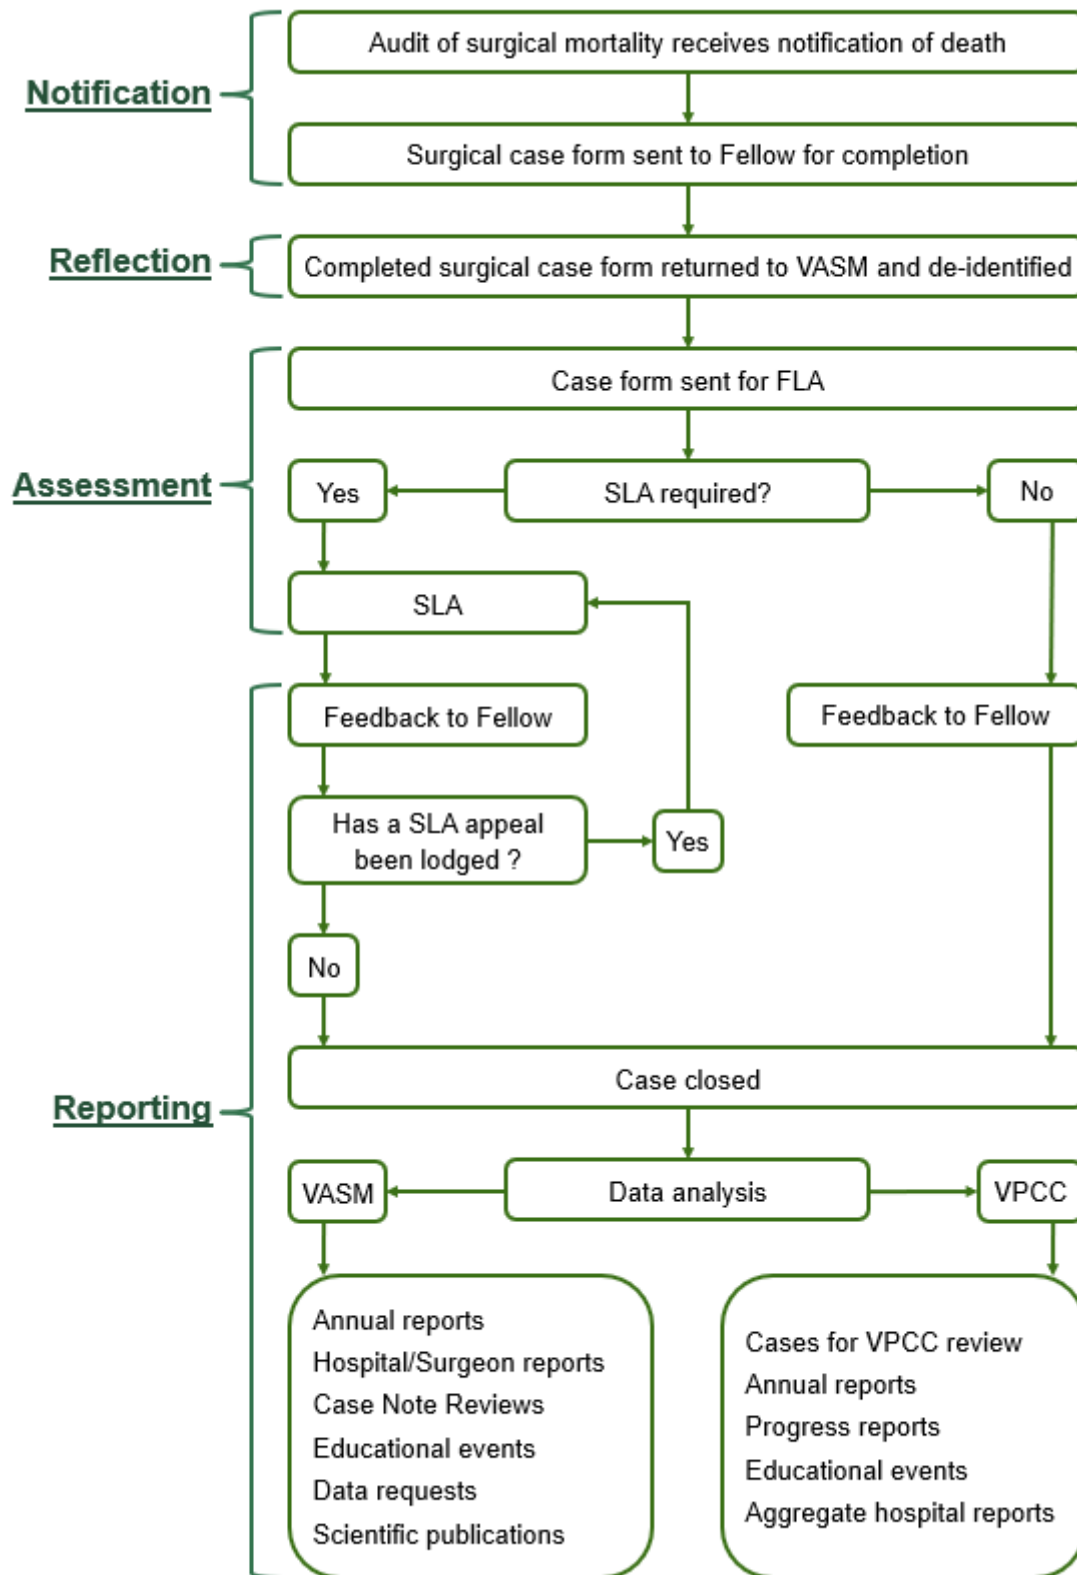 Audit of surgical mortality receives notification of death
Notification
Surgical case form sent to Fellow for completion
Reflection
Completed surgical case form returned to VASM and de-identified
Case form sent for FLA
Assessment
Yes
SLA required?
No
SLA
Feedback to Fellow
Feedback to Fellow
Has a SLA appeal
been lodged ?
Yes
No
Case closed
Reporting
VASM
Data analysis
VPCC
Annual reports
Hospital/Surgeon reports
Case Note Reviews
Educational events
Data requests
Scientific publications
Cases for VPCC review
Annual reports
Progress reports
Educational events
Aggregate hospital reports